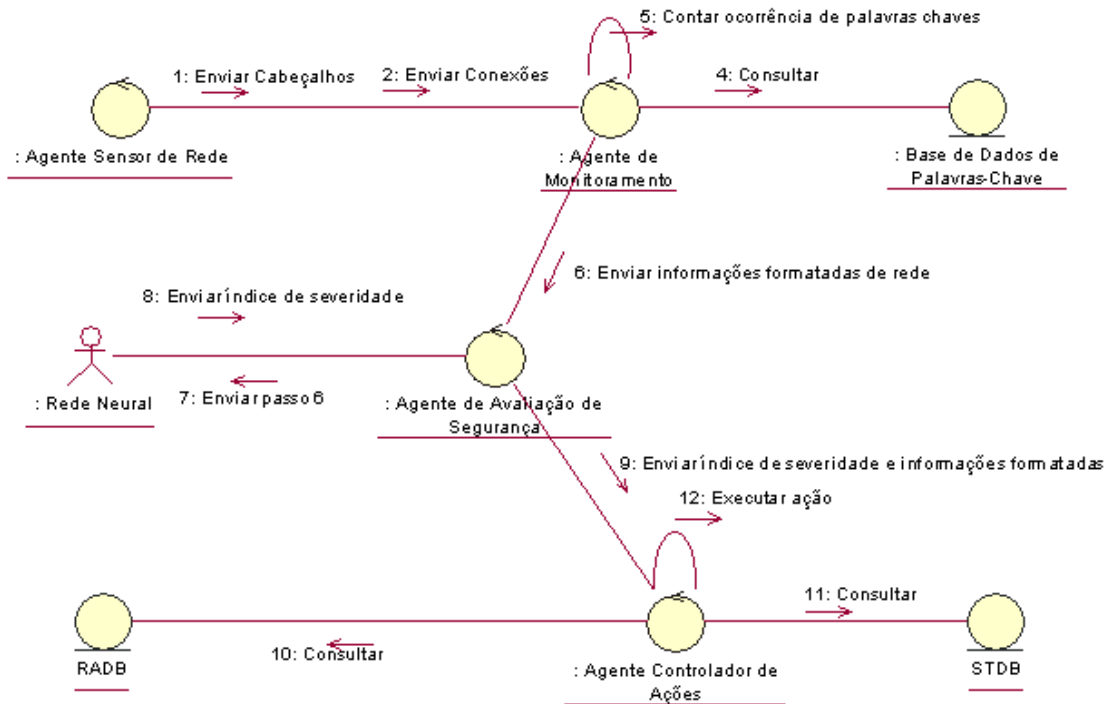 5: Contar ocorrência de palavras chaves
1: Enviar Cabeçalhos
2: Enviar Conexões
4: Consultar
: Agente Sensor de Rede
: Agente de
Monitoramento
: Base de Dados de
Palavras-Chave
6: Enviar informações formatadas de rede
8: Enviar índice de severidade
7: Enviar passo 6
: Rede Neural
: Agente de Avaliação de
Segurança
9: Enviar índice de severidade e informações formatadas
12: Executar ação
11: Consultar
10: Consultar
RADB
: Agente Controlador de
Ações
STDB